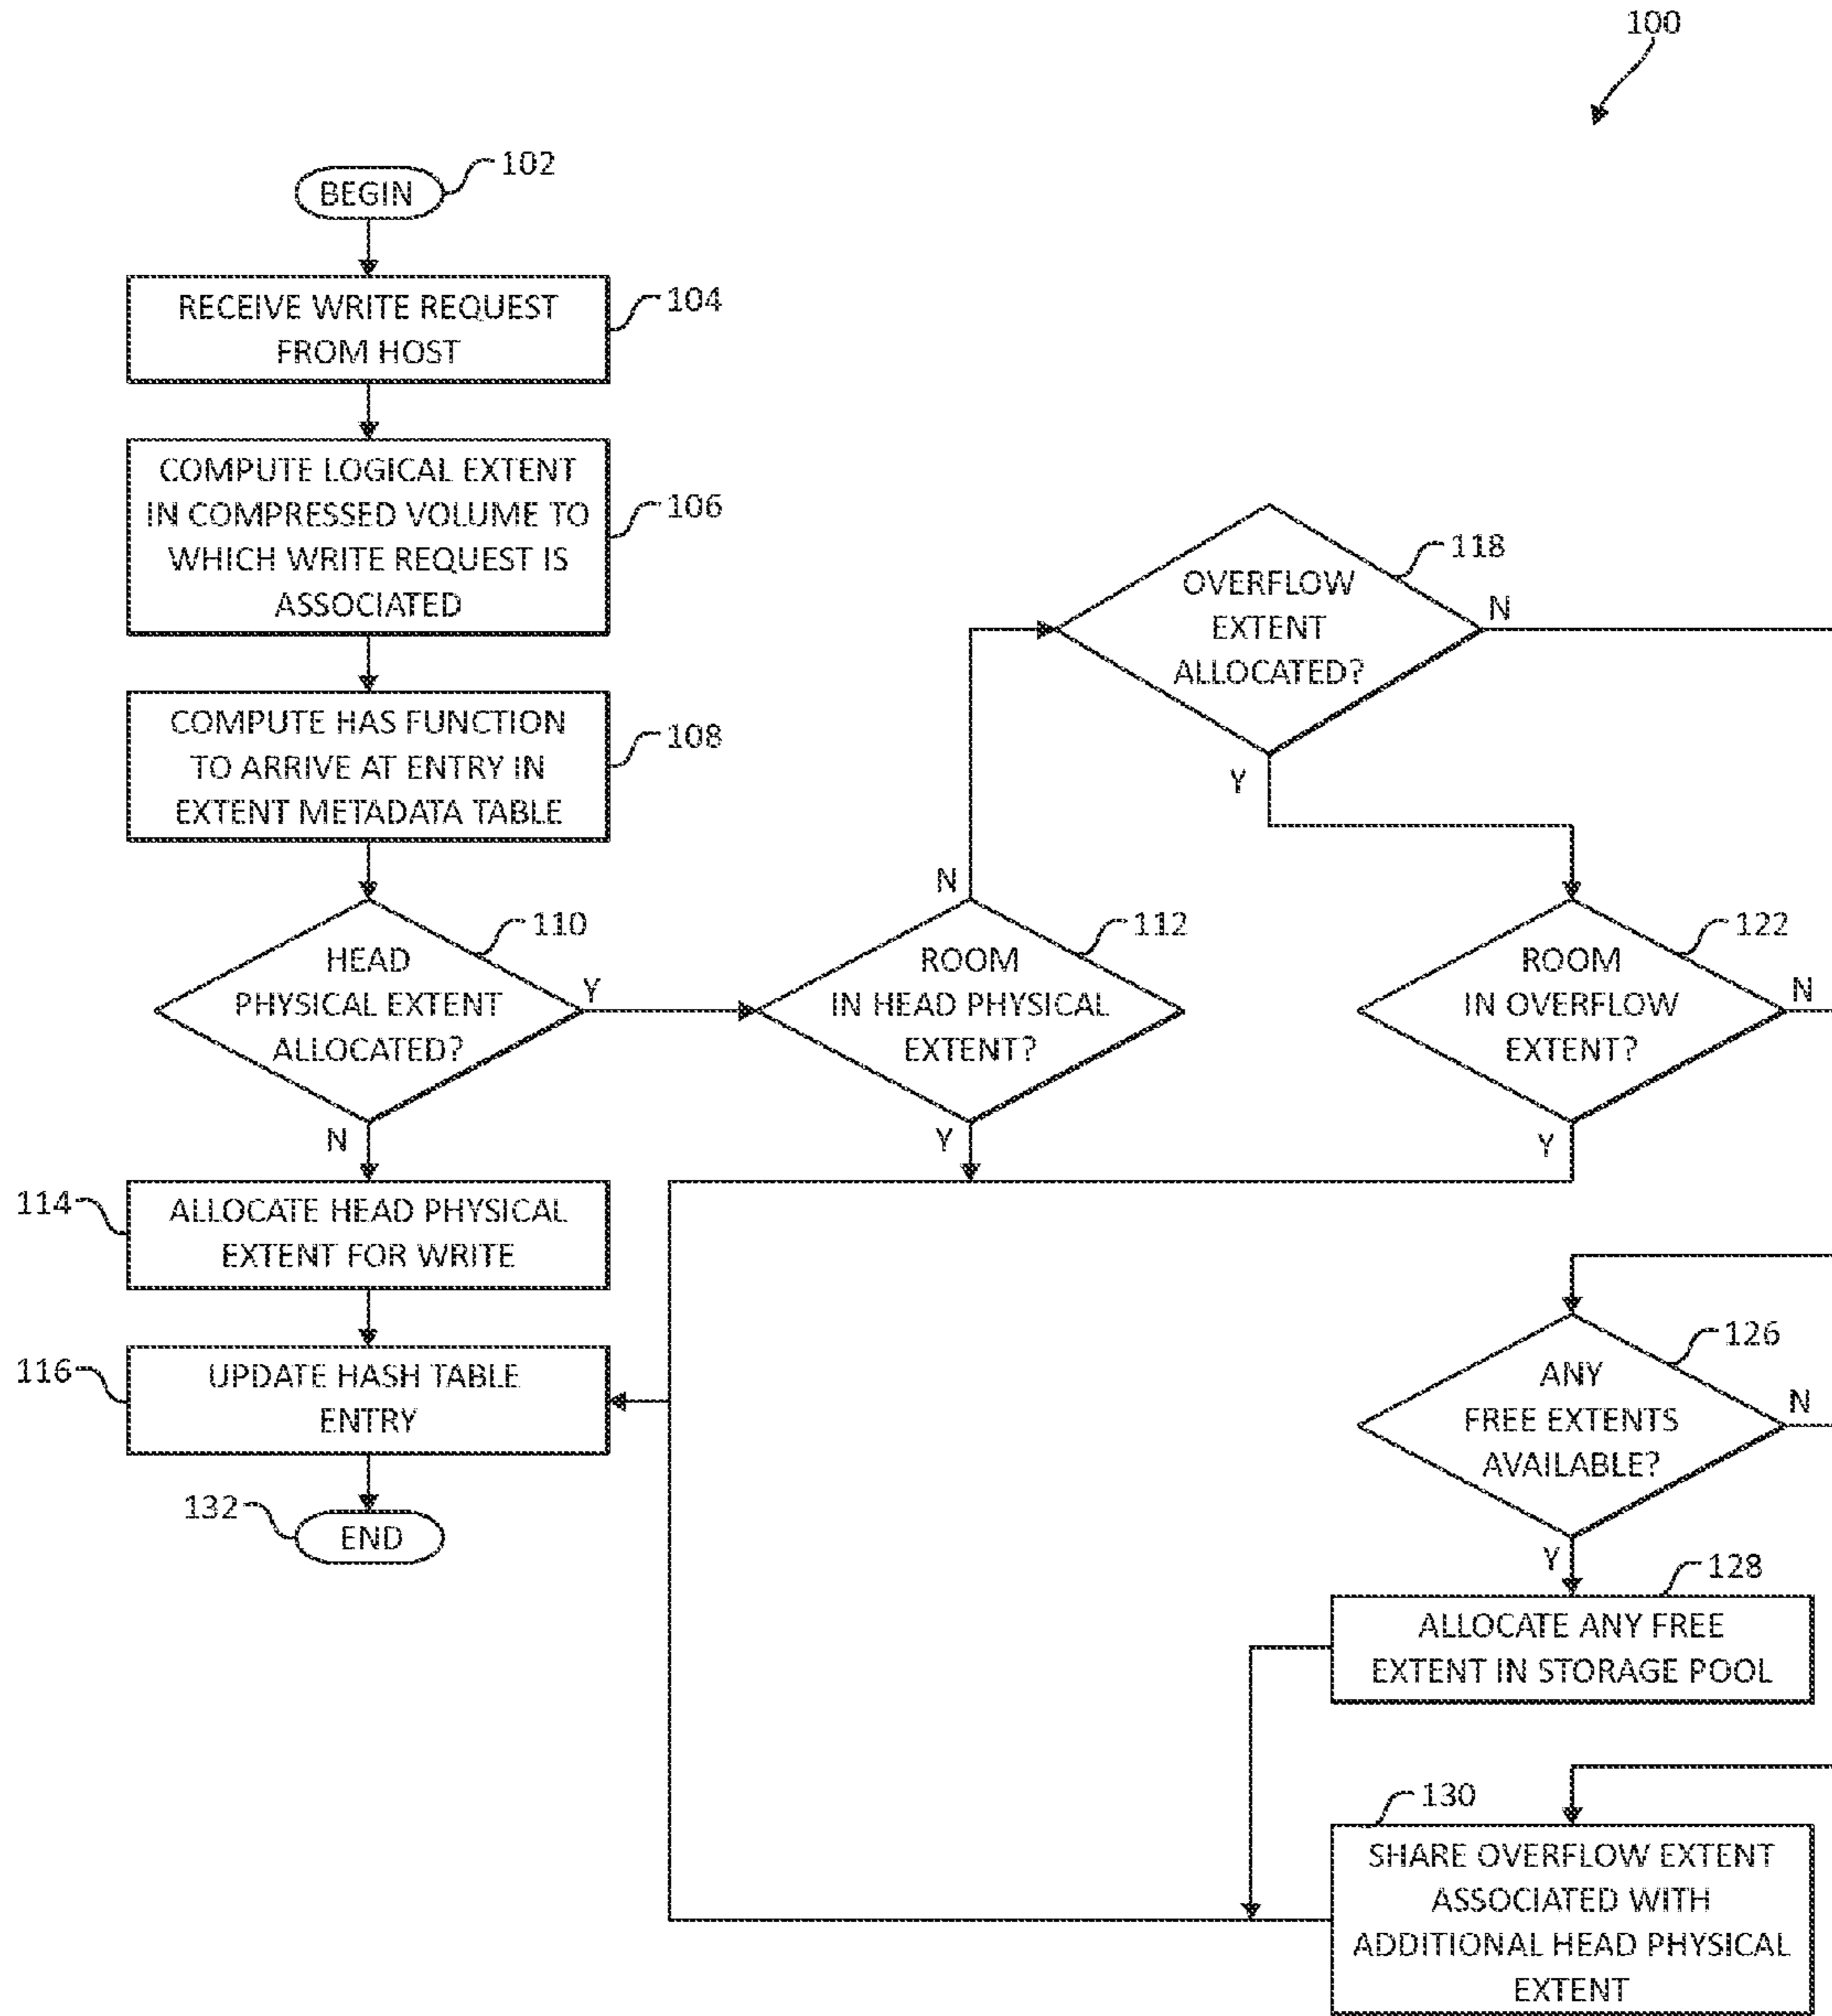 100
BEGIN
102
RECEIVE WRITE REQUEST
FROM HOST
104
COMPUTE LOGICAL EXTENT
IN COMPRESSED VOLUME TO
WHICH WRITE REQUEST IS
ASSOCIATED
106
COMPUTE HAS FUNCTION
TO ARRIVE AT ENTRY IN
EXTENT METADATA TABLE
108
HEAD
PHYSICAL EXTENT
ALLOCATED?
110
Y
N
ROOM
IN HEAD PHYSICAL
EXTENT?
112
N
Y
OVERFLOW
EXTENT
ALLOCATED?
118
N
Y
ROOM
IN OVERFLOW
EXTENT?
122
N
Y
114
ALLOCATE HEAD PHYSICAL
EXTENT FOR WRITE
116
UPDATE HASH TABLE
ENTRY
132
END
ANY
FREE EXTENTS
AVAILABLE?
126
N
Y
128
ALLOCATE ANY FREE
EXTENT IN STORAGE POOL
130
SHARE OVERFLOW EXTENT
ASSOCIATED WITH
ADDITIONAL HEAD PHYSICAL
EXTENT